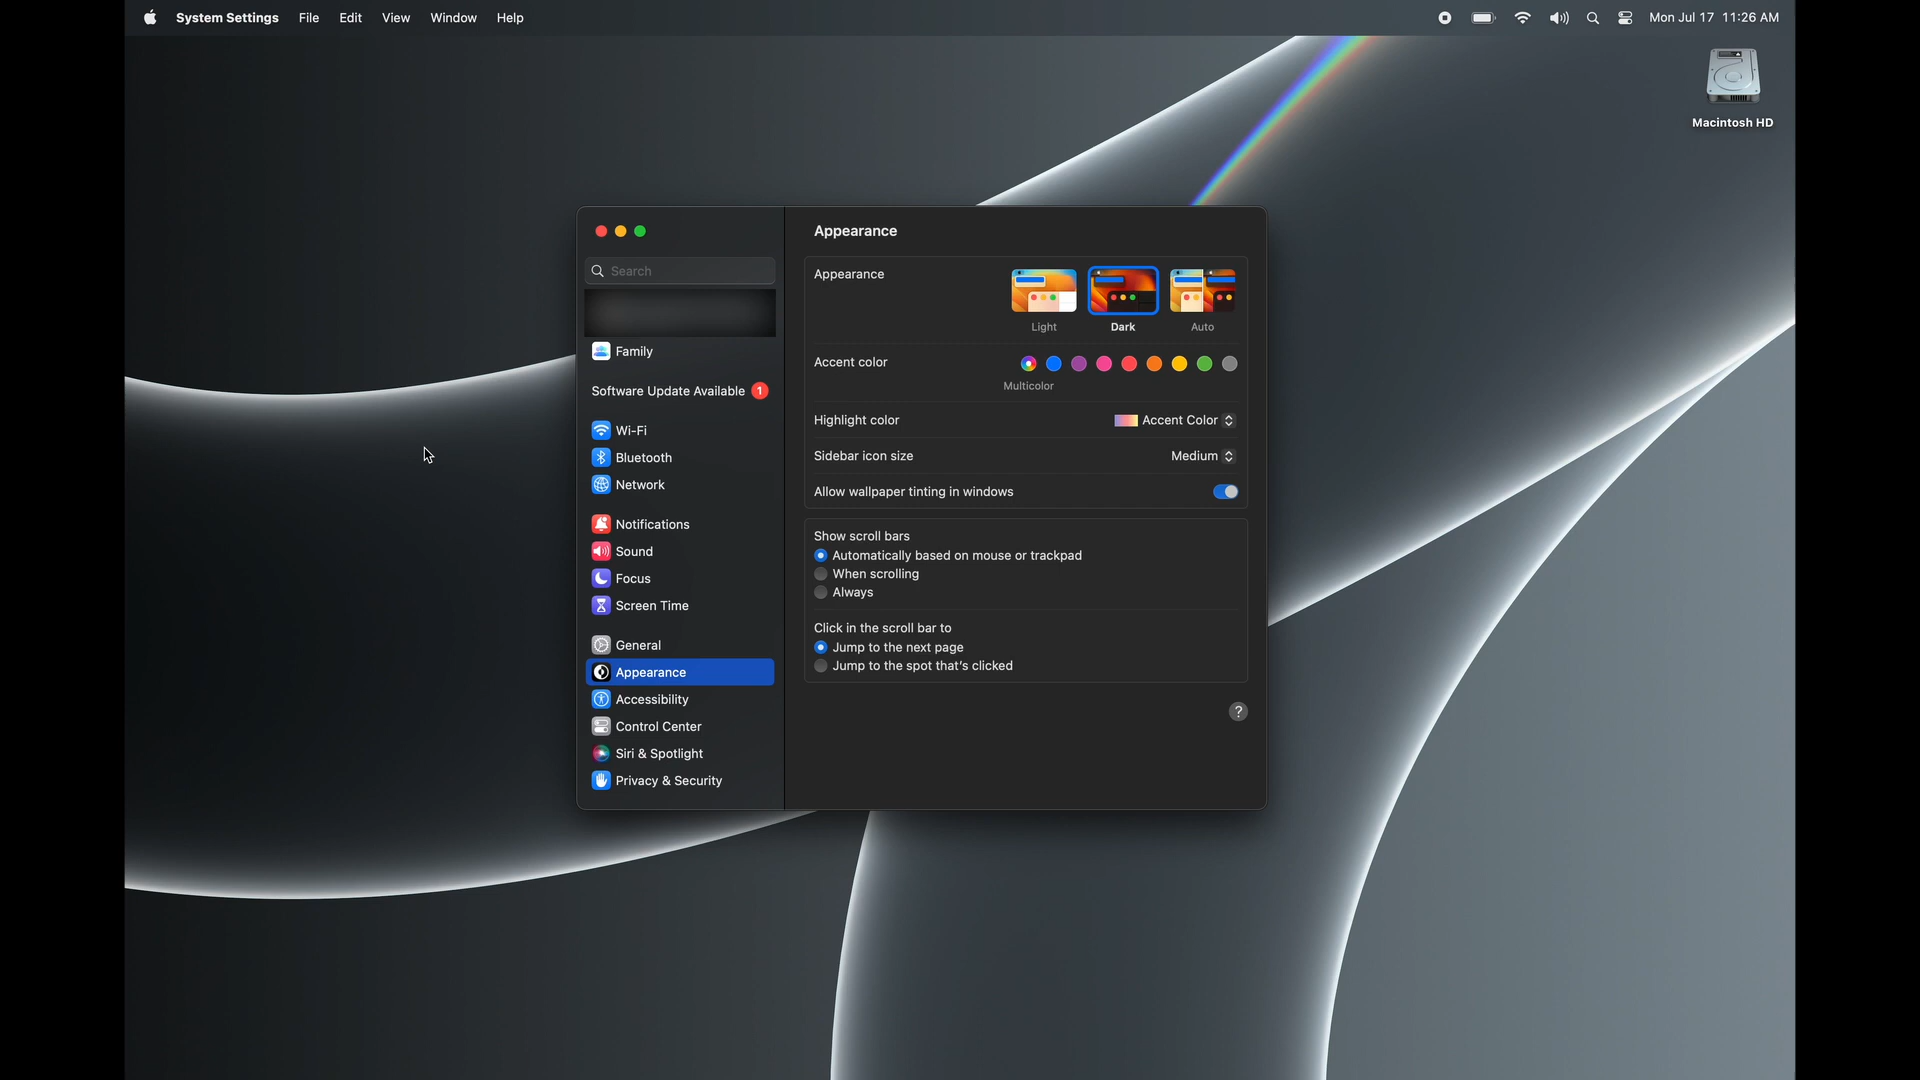 System Settings File Edit View Window Help Mon Jul 17 11:26 AM
Macintosh HD
Search
Family
Software Update Available 1
Wi-Fi
Bluetooth
Network
Notifications
Sound
Focus
Screen Time
General
Appearance
Accessibility
Control Center
Siri & Spotlight
Privacy & Security
Appearance
Appearance
Light Dark Auto
Accent color
Multicolor
Highlight color Accent Color
Sidebar icon size Medium
Allow wallpaper tinting in windows
Show scroll bars
Automatically based on mouse or trackpad
When scrolling
Always
Click in the scroll bar to
Jump to the next page
Jump to the spot that's clicked
?